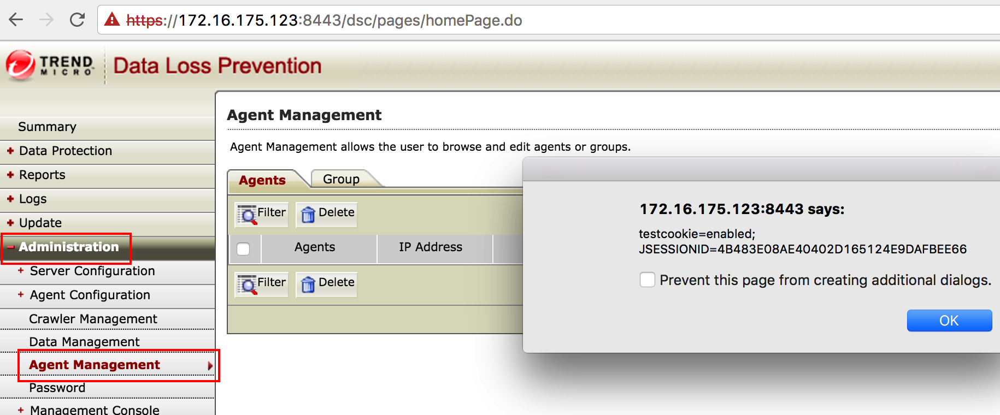 https://172.16.175.123:8443/dsc/pages/homePage.do
TREND MICRO™ Data Loss Prevention
Summary
Data Protection
Reports
Logs
Update
Administration
Server Configuration
Agent Configuration
Crawler Management
Data Management
Agent Management
Password
Management Console
Agent Management
Agent Management allows the user to browse and edit agents or groups.
Agents Group
Filter Delete
Agents IP Address
Filter Delete
172.16.175.123:8443 says:
testcookie=enabled;
JSESSIONID=4B483E08AE40402D165124E9DAFBEE66
Prevent this page from creating additional dialogs.
OK